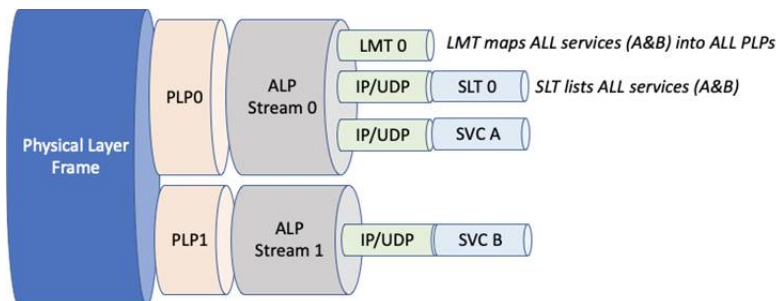 LMT 0
LMT maps ALL services (A&B) into ALL PLPs
PLP0
ALP
Stream 0
IP/UDP
SLT 0
SLT lists ALL services (A&B)
IP/UDP
SVC A
Physical Layer
Frame
PLP1
ALP
Stream 1
IP/UDP
SVC B